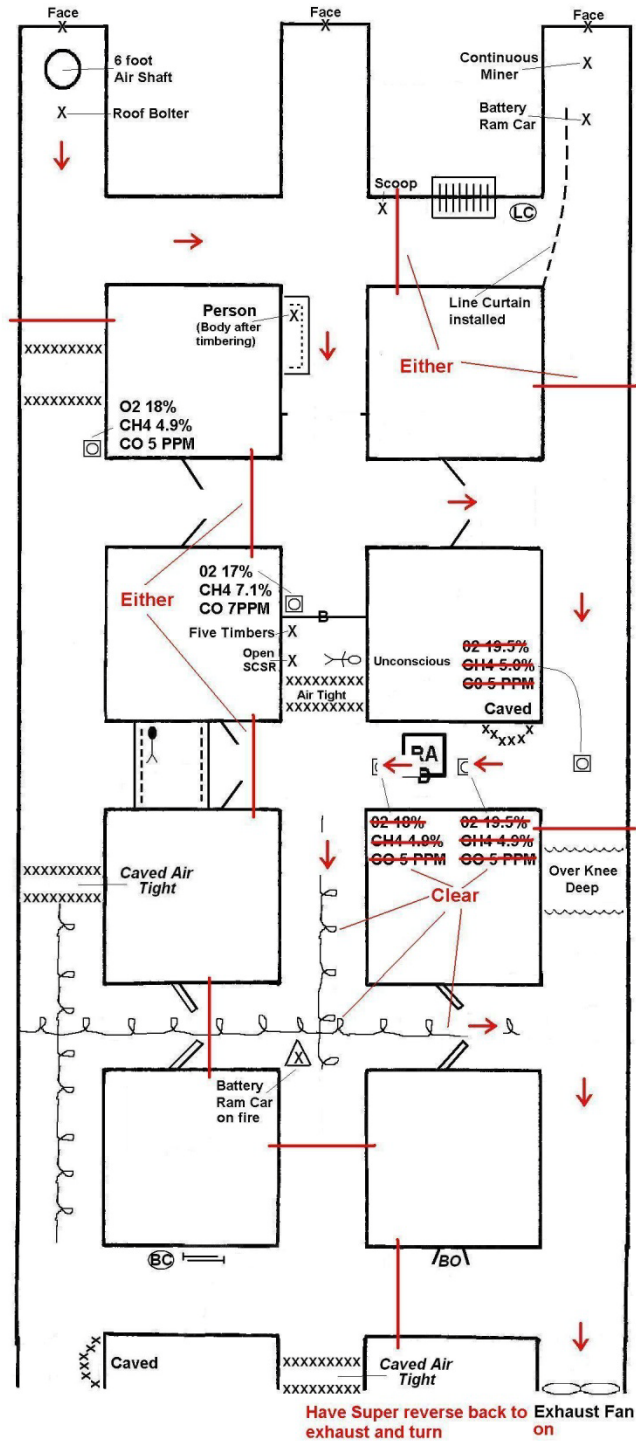 Face
Face
Face
6 foot
Air Shaft
Continuous
Miner
X
Roof Bolter
Battery
Ram Car
X
Scoop
X
LC
Person
(Body after
timbering)
X
Line Curtain
installed
Either
XXXXXXXXX
XXXXXXXXX
O2 18%
CH4 4.9%
CO 5 PPM
02 17%
CH4 7.1%
CO 7PPM
Either
B
Five Timbers
X
Open
SCSR
X
Unconscious
XXXXXXXXX
Air Tight
02 19.5%
CH4 5.0%
C0 5 PPM
Caved
XXXXXX
RA
B
02 18%
CH4 4.9%
CO 5 PPM
02 19.5%
CH4 4.9%
CO 5 PPM
Clear
XXXXXXXXX
Caved Air
Tight
XXXXXXXXX
Over Knee
Deep
X
Battery
Ram Car
on fire
BC
BO
Caved
XXXXXX
XXXXXXXXX
XXXXXXXXX
Caved Air
Tight
Have Super reverse back to Exhaust Fan
exhaust and turn on